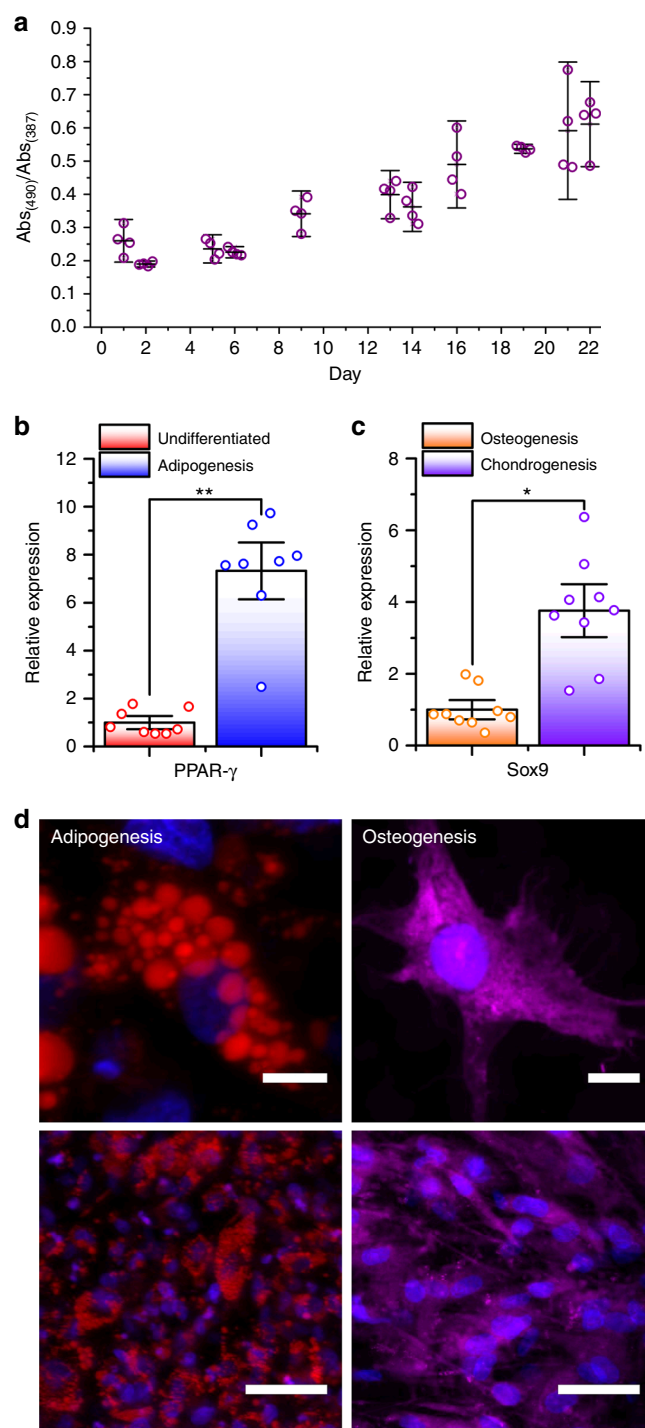 a
0.9
0.8
0.7
0.6
0.5
0.4
0.3
0.2
0.1
0.0
Abs(490)/Abs(387)
0 2 4 6 8 10 12 14 16 18 20 22
Day
b
Undifferentiated
Adipogenesis
12
10
8
6
4
2
0
Relative expression
**
PPAR-γ
c
Osteogenesis
Chondrogenesis
8
6
4
2
0
Relative expression
*
Sox9
d
Adipogenesis
Osteogenesis